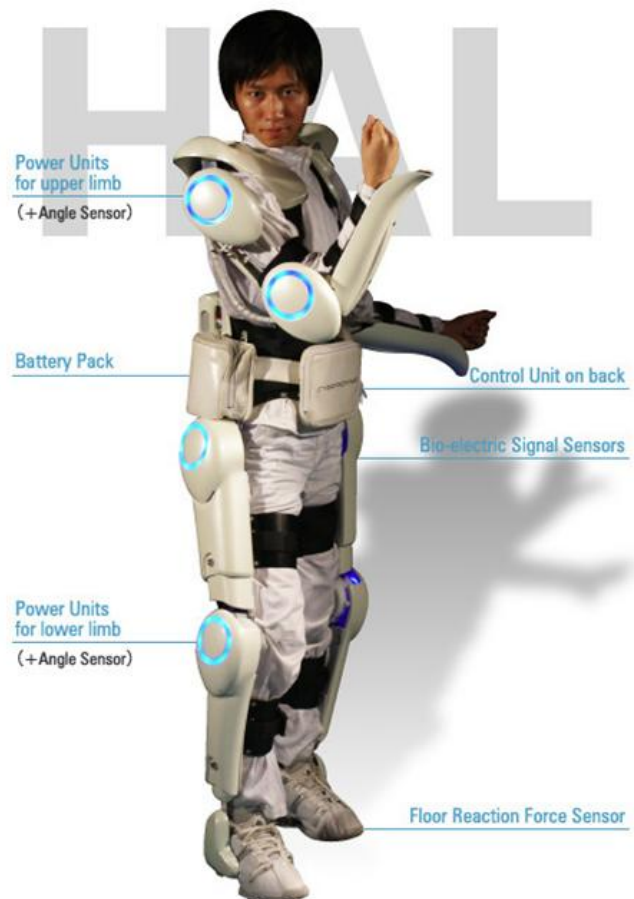 HAL
Power Units
for upper limb
(+Angle Sensor)
Battery Pack
Control Unit on back
Bio-electric Signal Sensors
Power Units
for lower limb
(+Angle Sensor)
Floor Reaction Force Sensor